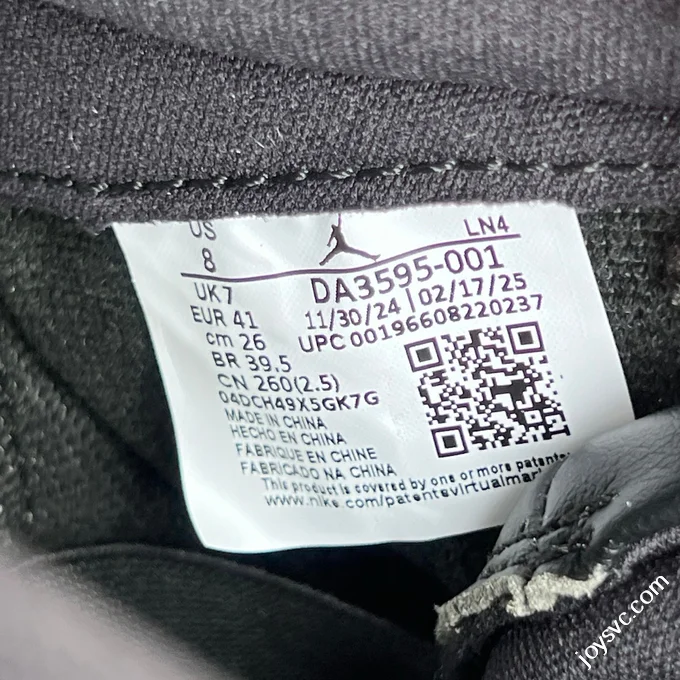 US
8
LN4
UK7
EUR 41
cm 26
BR 39.5
CN 260(2.5)
04DCH49X5GK7G
DA3595-001
11/30/24 | 02/17/25
UPC 00196608220237
MADE IN CHINA
HECHO EN CHINA
FABRIQUE EN CHINE
FABRICADO NA CHINA
This product is covered by one or more patents
www.nike.com/patentsvirtualmar
joysvc.com